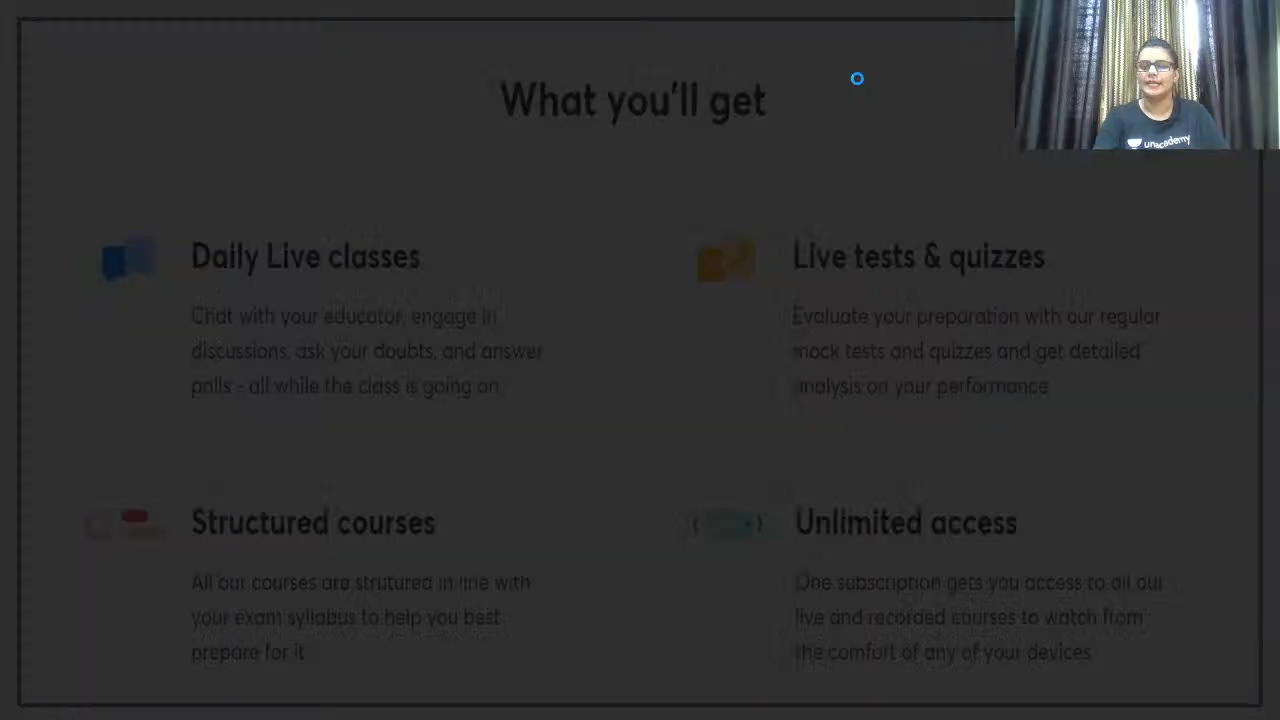 What you'll get
unacademy
Daily Live classes
Chat with your educator, engage in
discussions, ask your doubts, and answer
polls - all while the class is going on
Live tests & quizzes
Evaluate your preparation with our regular
mock tests and quizzes and get detailed
analysis on your performance
Structured courses
All our courses are strutured in line with
your exam syllabus to help you best
prepare for it
Unlimited access
One subscription gets you access to all our
live and recorded courses to watch from
the comfort of any of your devices